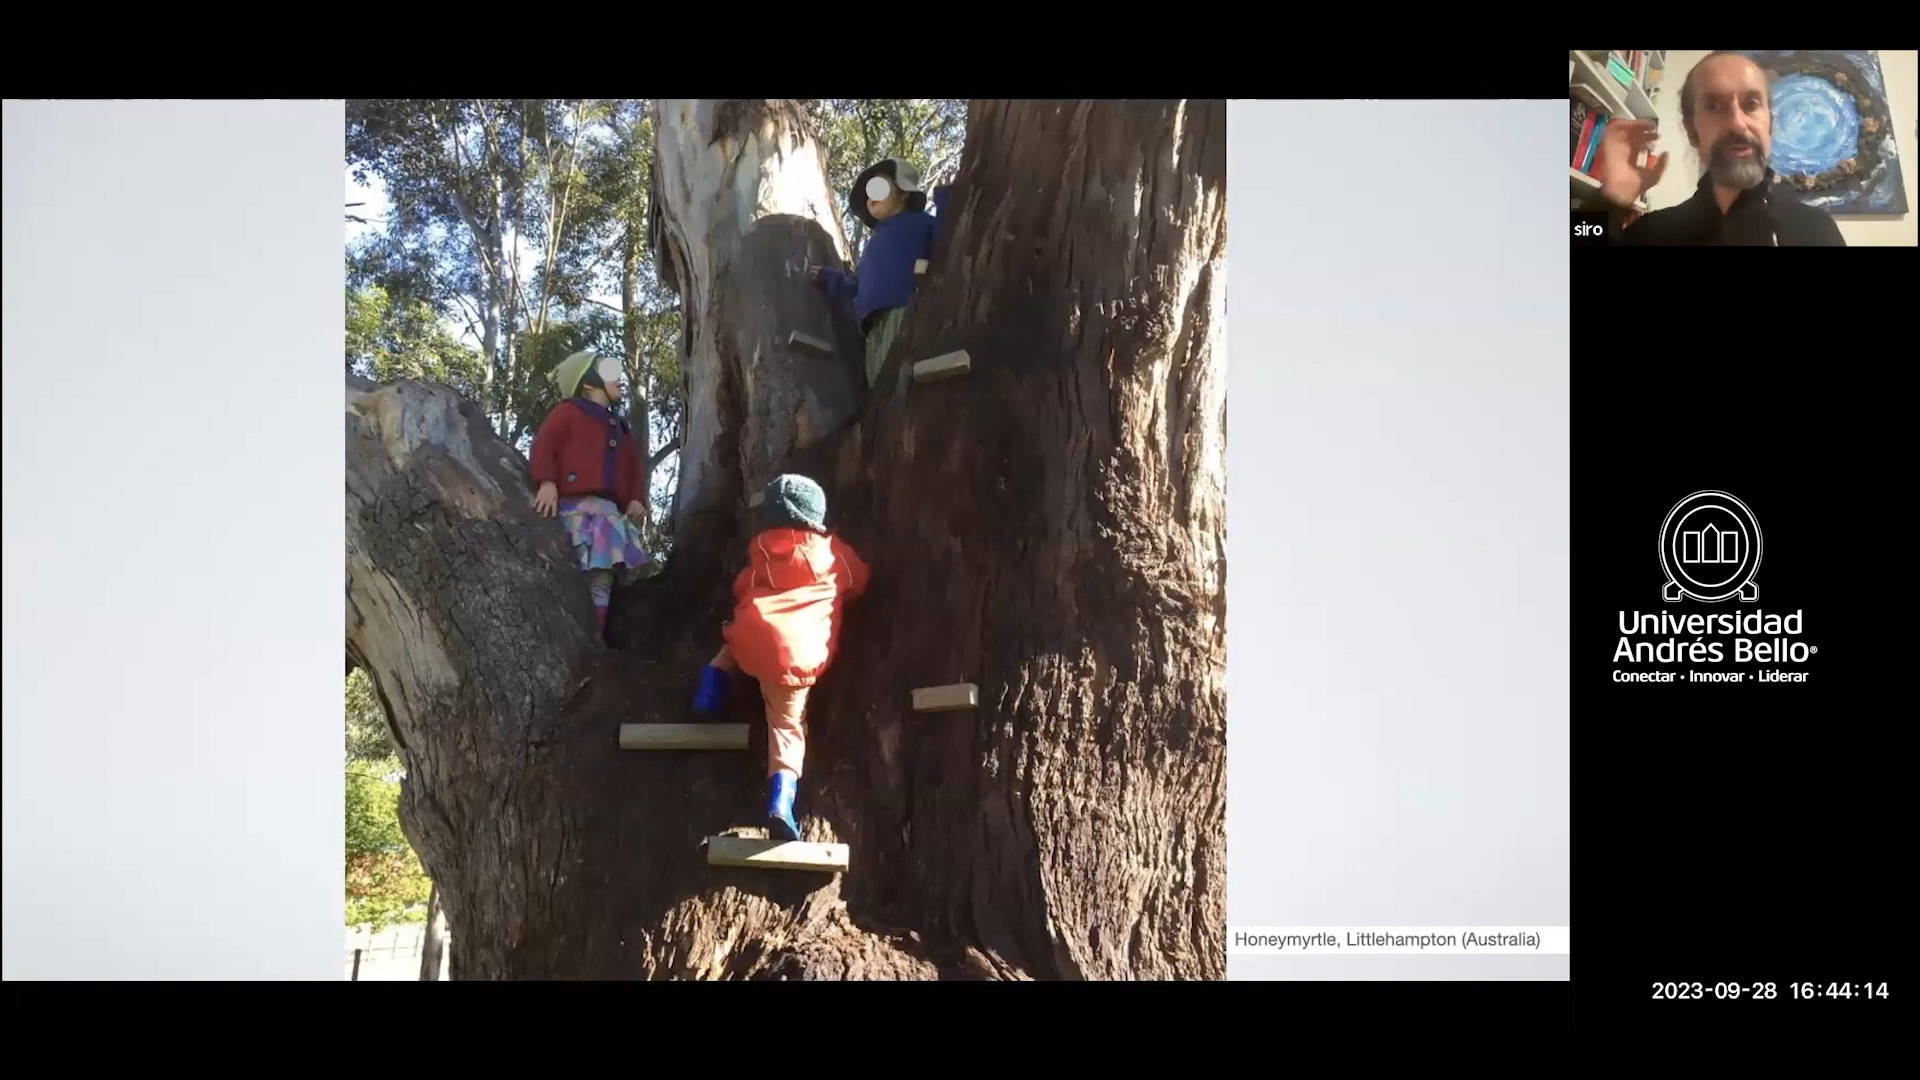 siro
Universidad
Andrés Bello®
Conectar • Innovar • Liderar
Honeymyrtle, Littlehampton (Australia)
2023-09-28 16:44:14